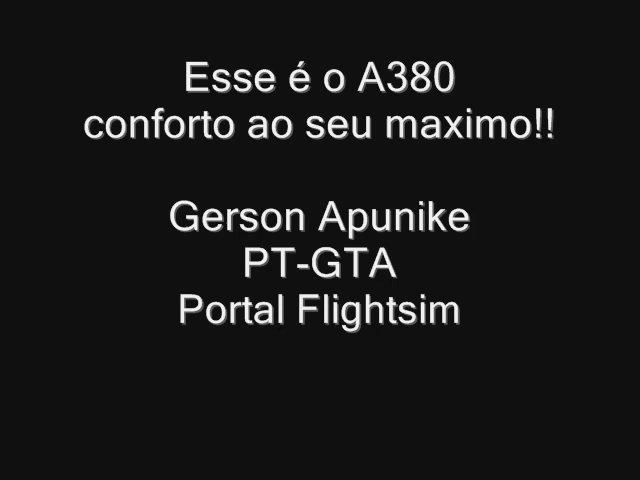 Esse é o A380
conforto ao seu maximo!!
Gerson Apunike
PT-GTA
Portal Flightsim